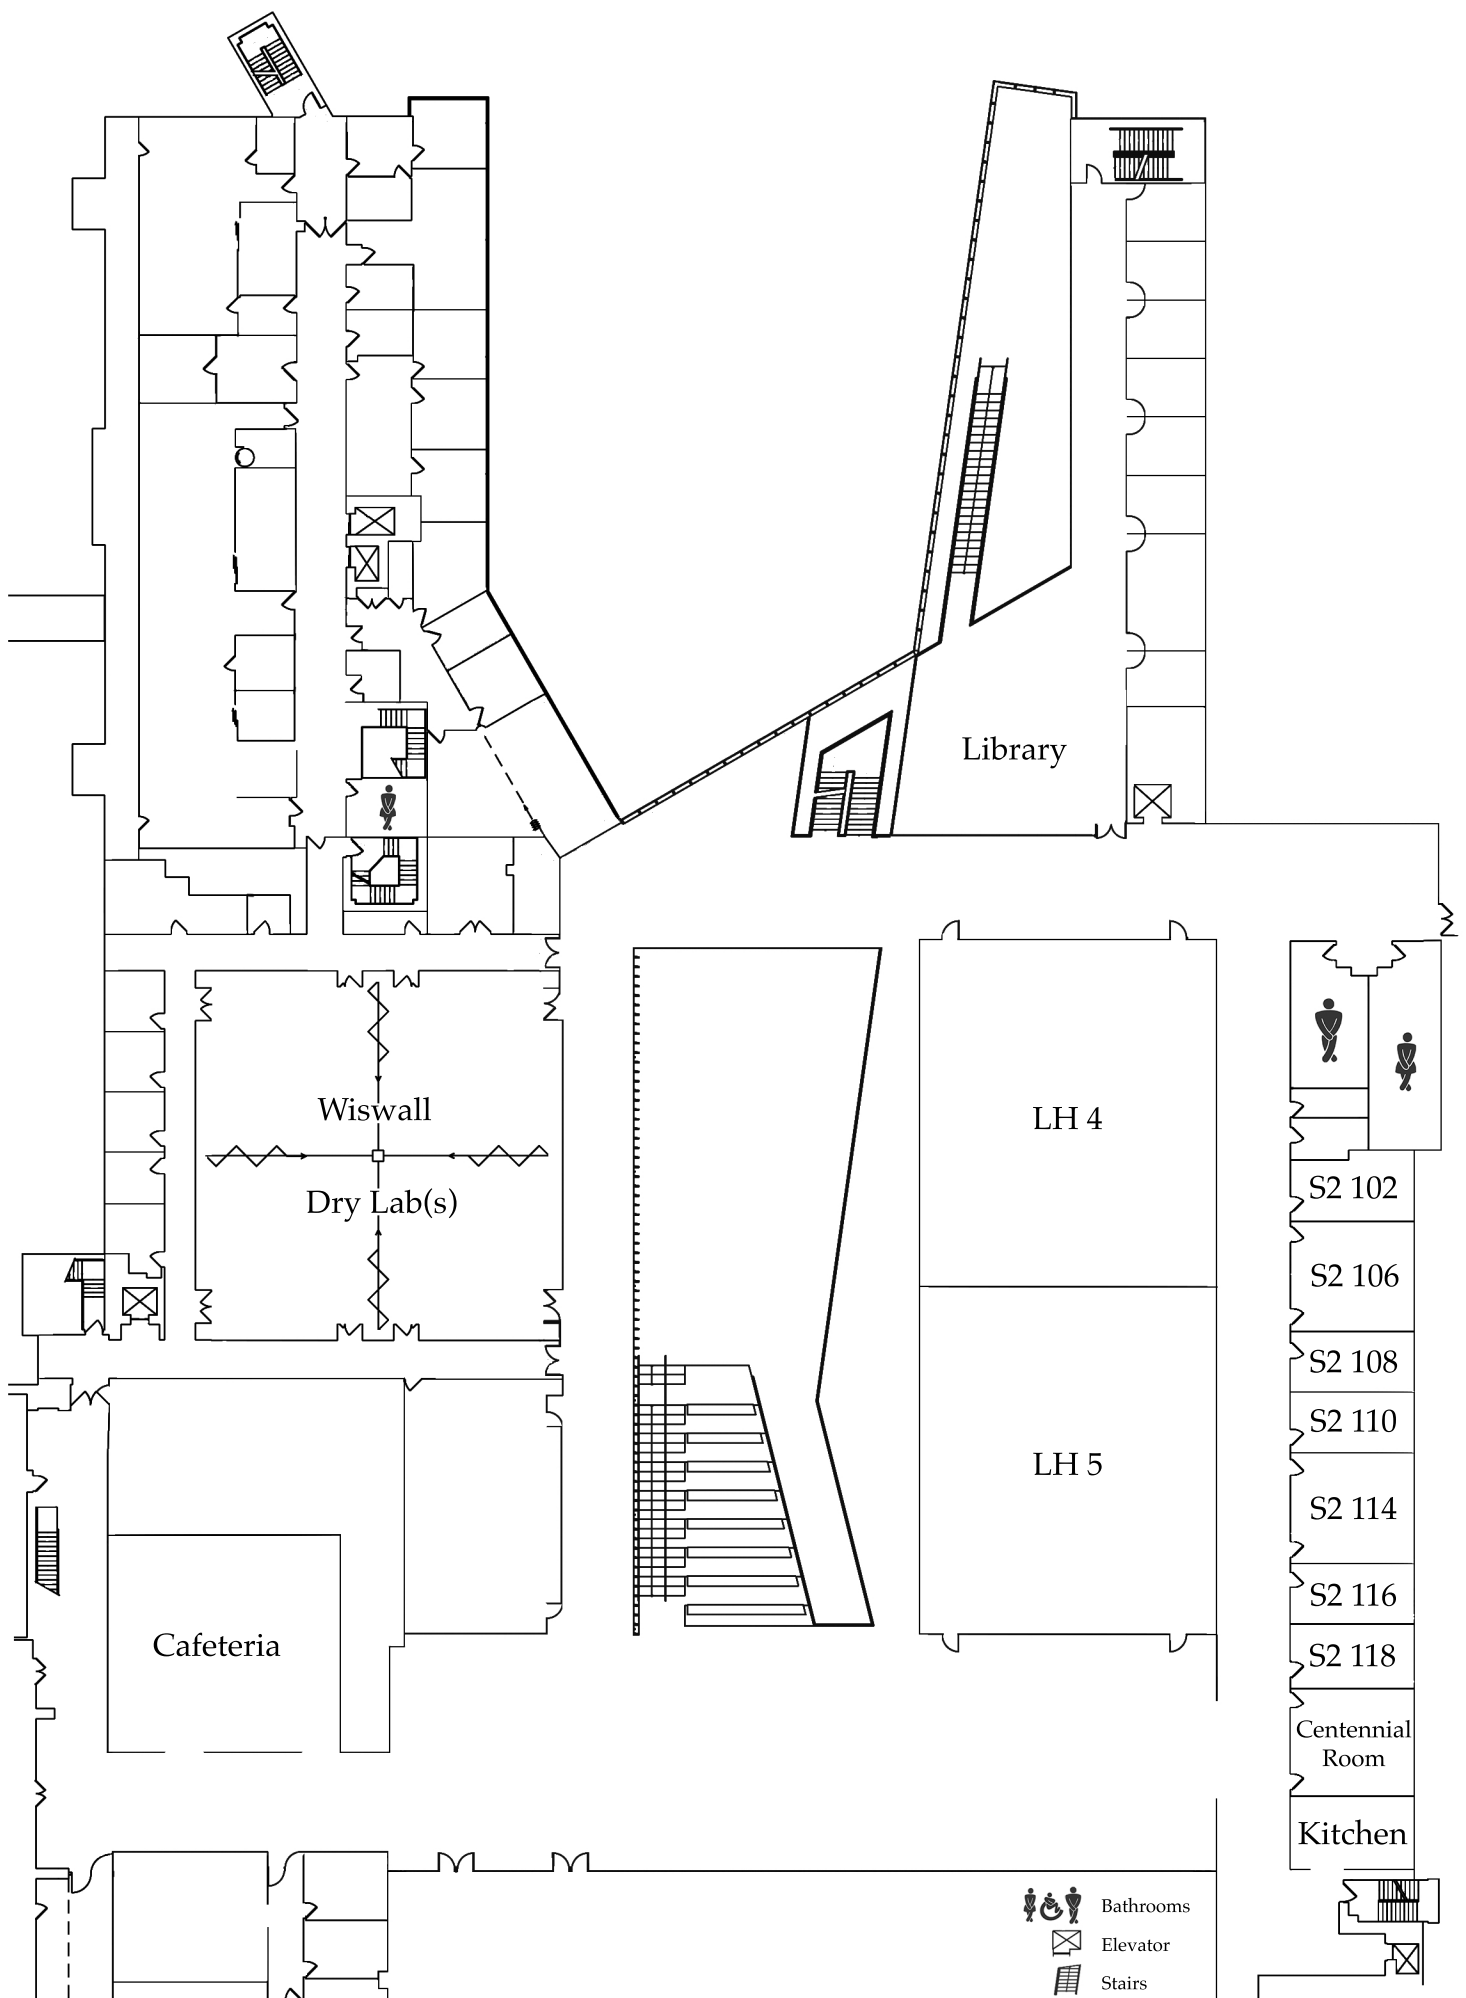 Library
Wiswall
Dry Lab(s)
LH 4
S2 102
S2 106
S2 108
S2 110
LH 5
S2 114
S2 116
Cafeteria
S2 118
Centennial
Room
Kitchen
Bathrooms
Elevator
Stairs